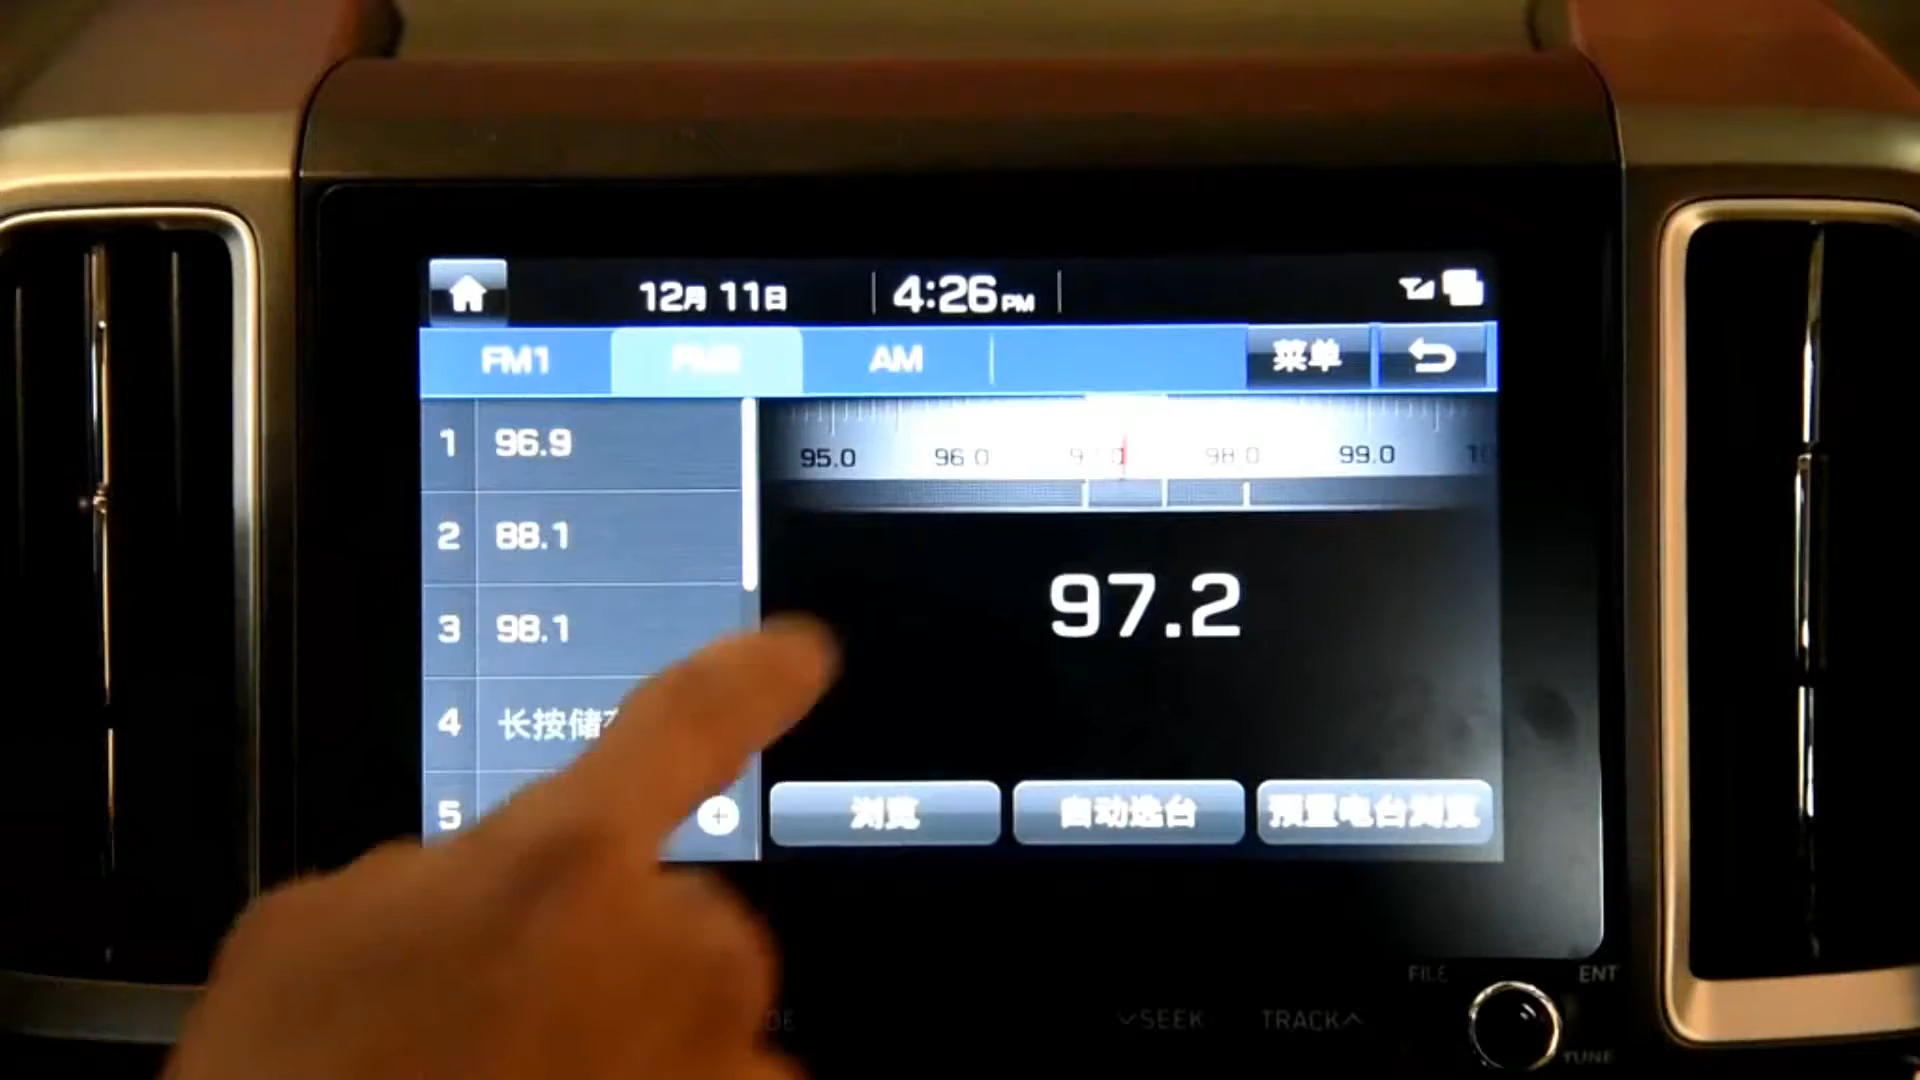 12月 11日 4:26 PM
FM1 FM2 AM 菜单
1 96.9
2 88.1
3 98.1
4 长按储
5
95.0 96.0 97.0 98.0 99.0
97.2
浏览 自动选台 预置电台浏览
FILE ENT
SEEK TRACK
TUNE